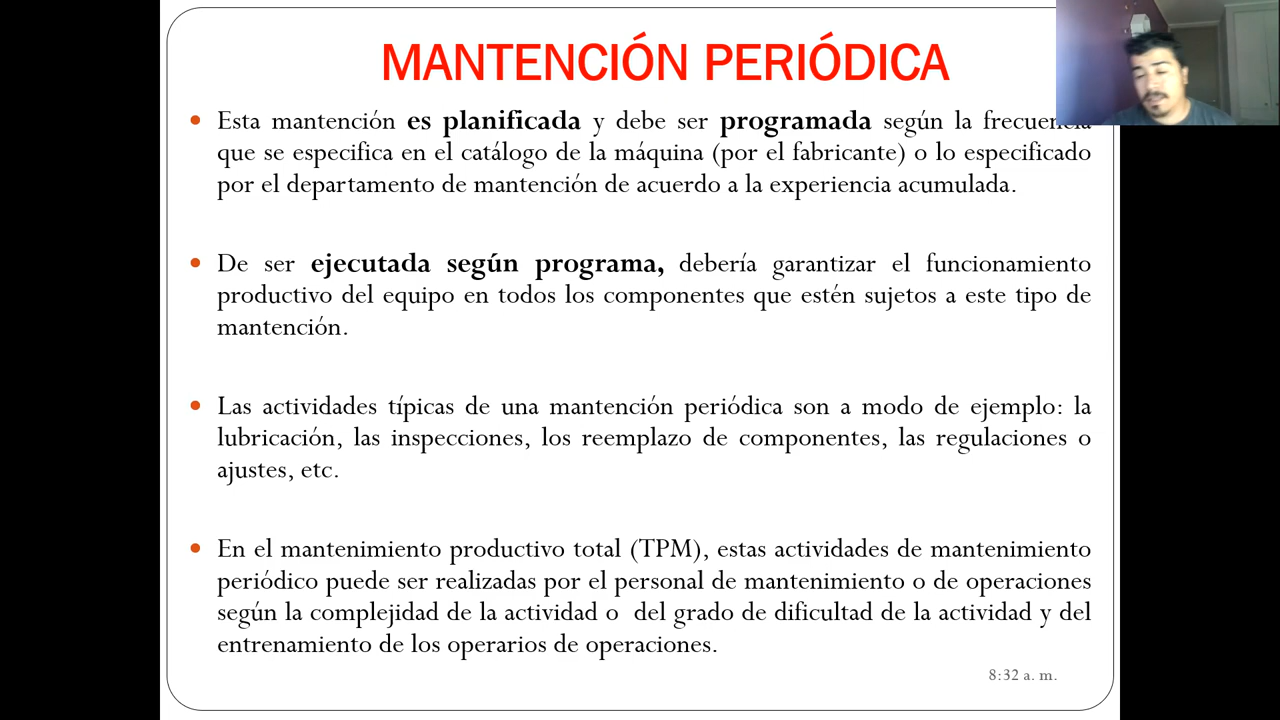 MANTENCIÓN PERIÓDICA
• Esta mantención es planificada y debe ser programada según la frecuencia
que se especifica en el catálogo de la máquina (por el fabricante) o lo especificado
por el departamento de mantención de acuerdo a la experiencia acumulada.
• De ser ejecutada según programa, debería garantizar el funcionamiento
productivo del equipo en todos los componentes que estén sujetos a este tipo de
mantención.
• Las actividades típicas de una mantención periódica son a modo de ejemplo: la
lubricación, las inspecciones, los reemplazo de componentes, las regulaciones o
ajustes, etc.
• En el mantenimiento productivo total (TPM), estas actividades de mantenimiento
periódico puede ser realizadas por el personal de mantenimiento o de operaciones
según la complejidad de la actividad o  del grado de dificultad de la actividad y del
entrenamiento de los operarios de operaciones.
8:32 a. m.